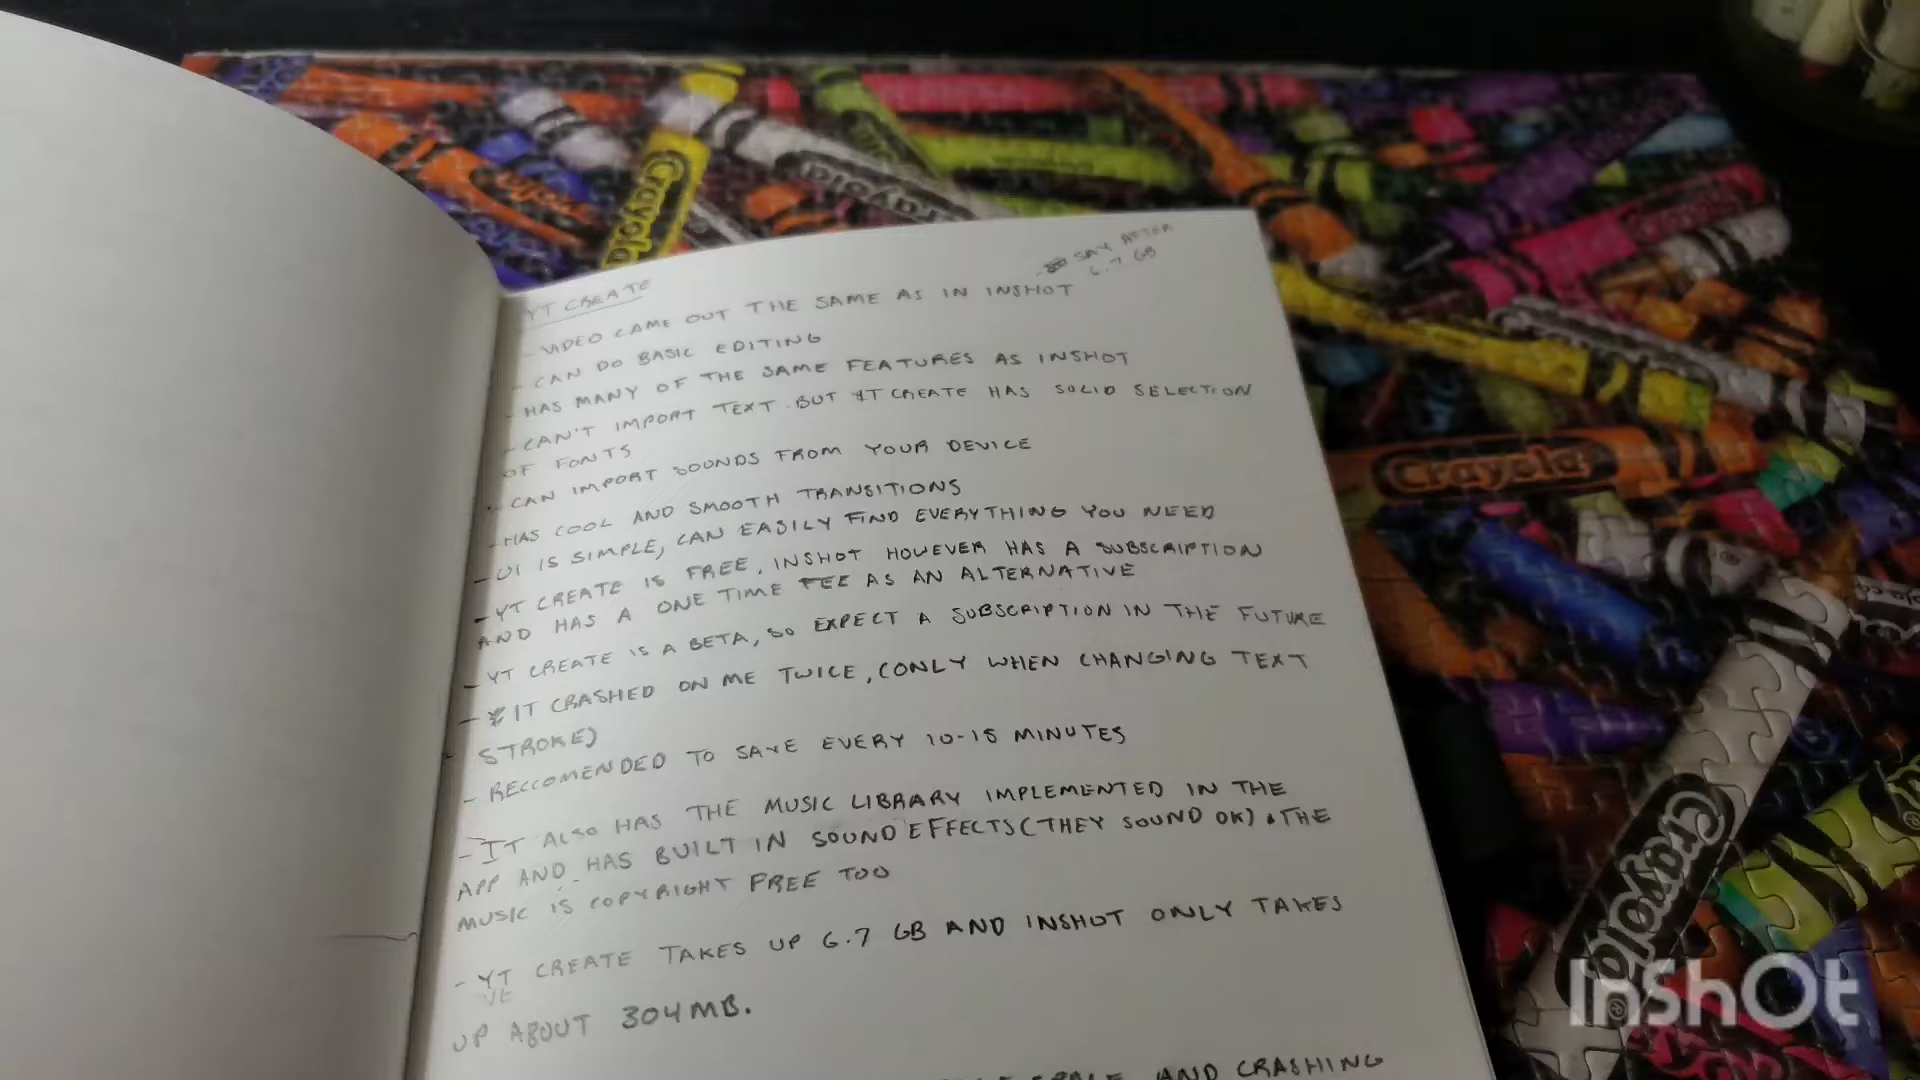 YT CREATE
SAY AFTER
6.7 GB
- VIDEO CAME OUT THE SAME AS IN INSHOT
- CAN DO BASIC EDITING
- HAS MANY OF THE SAME FEATURES AS INSHOT
- CAN'T IMPORT TEXT. BUT YT CREATE HAS SOLID SELECTION
OF FONTS
- CAN IMPORT SOUNDS FROM YOUR DEVICE
- HAS COOL AND SMOOTH TRANSITIONS
- UI IS SIMPLE, CAN EASILY FIND EVERYTHING YOU NEED
- YT CREATE IS FREE. INSHOT HOWEVER HAS A SUBSCRIPTION
AND HAS A ONE TIME FEE AS AN ALTERNATIVE
- YT CREATE IS A BETA, SO EXPECT A SUBSCRIPTION IN THE FUTURE
- IT CRASHED ON ME TWICE, (ONLY WHEN CHANGING TEXT
STROKE)
- RECCOMENDED TO SAVE EVERY 10-15 MINUTES
- IT ALSO HAS THE MUSIC LIBRARY IMPLEMENTED IN THE
APP AND HAS BUILT IN SOUND EFFECTS (THEY SOUND OK). THE
MUSIC IS COPYRIGHT FREE TOO
- YT CREATE TAKES UP 6.7 GB AND INSHOT ONLY TAKES
UP ABOUT 304MB.
AND CRASHING
Crayola
Crayola
Crayola
Crayola
Crayola
InShOt